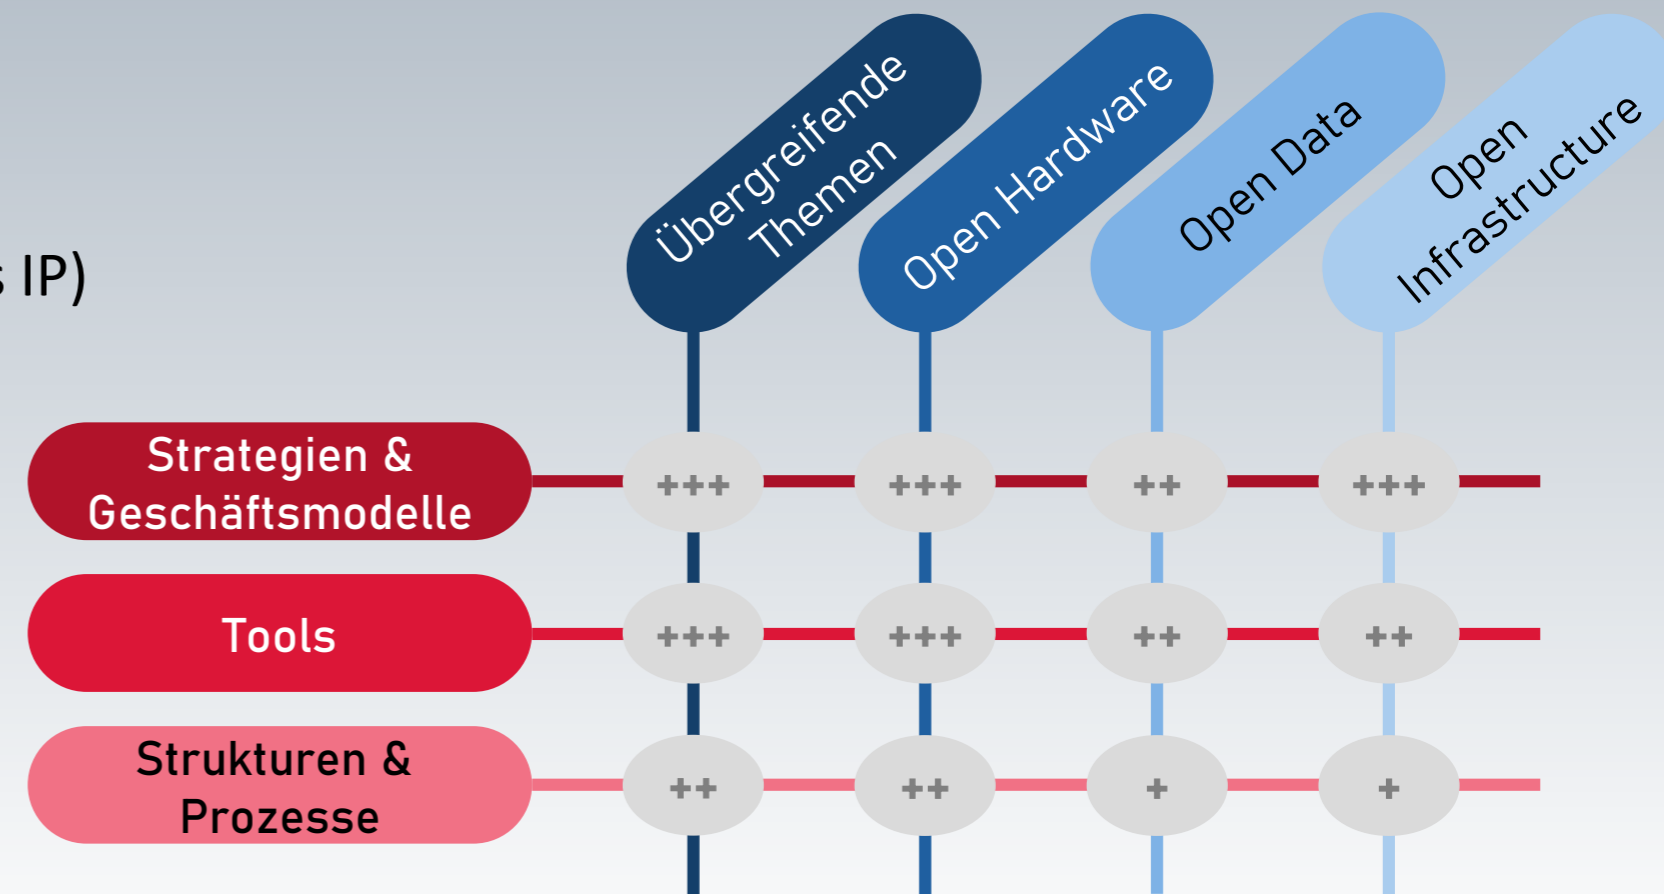 Übergreifende
Themen
Open Hardware
Open Data
Open
Infrastructure
s IP)
Strategien &
Geschäftsmodelle
+++ +++ ++ +++
Tools
+++ +++ ++ ++
Strukturen &
Prozesse
++ ++ + +